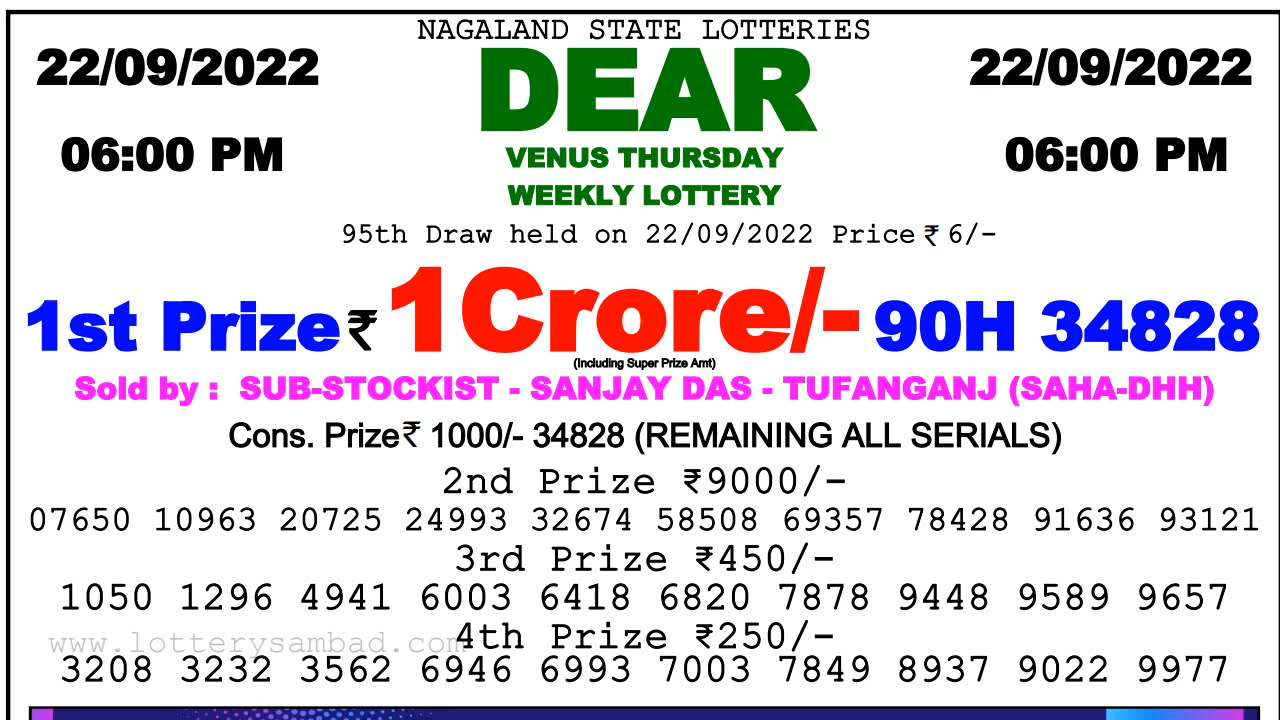 NAGALAND STATE LOTTERIES
22/09/2022 DEAR 22/09/2022
06:00 PM VENUS THURSDAY 06:00 PM
WEEKLY LOTTERY
95th Draw held on 22/09/2022 Price ₹ 6/-
1st Prize ₹ 1Crore/- 90H 34828
(Including Super Prize Amt)
Sold by : SUB-STOCKIST - SANJAY DAS - TUFANGANJ (SAHA-DHH)
Cons. Prize ₹ 1000/- 34828 (REMAINING ALL SERIALS)
2nd Prize ₹9000/-
07650 10963 20725 24993 32674 58508 69357 78428 91636 93121
3rd Prize ₹450/-
1050 1296 4941 6003 6418 6820 7878 9448 9589 9657
www.lotterysambad.com
4th Prize ₹250/-
3208 3232 3562 6946 6993 7003 7849 8937 9022 9977